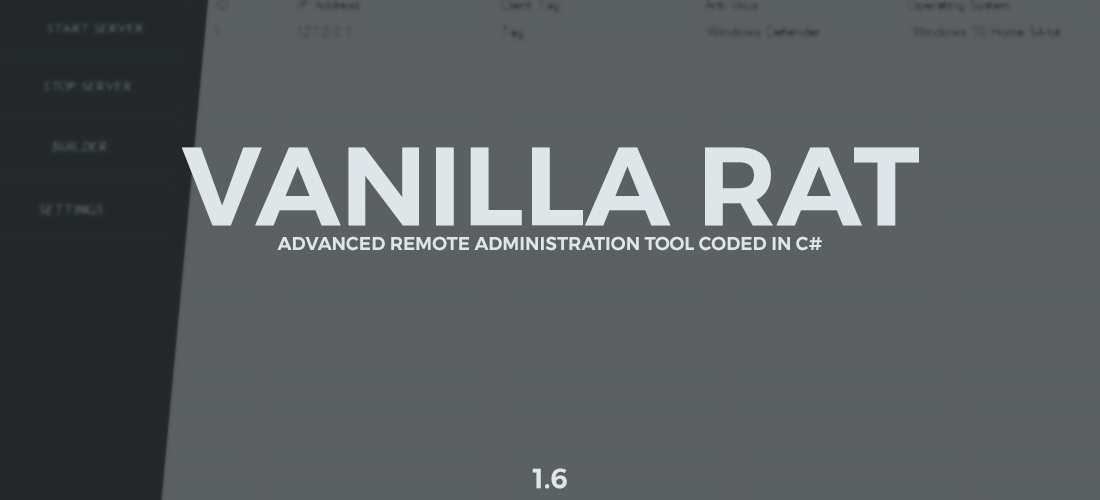 ID IP Address Client Tag Anti-Virus Operating System
START SERVER 1 127.0.0.1 Tag Windows Defender Windows 10 Home 64-bit
STOP SERVER
BUILDER
VANILLA RAT
SETTINGS
ADVANCED REMOTE ADMINISTRATION TOOL CODED IN C#
1.6